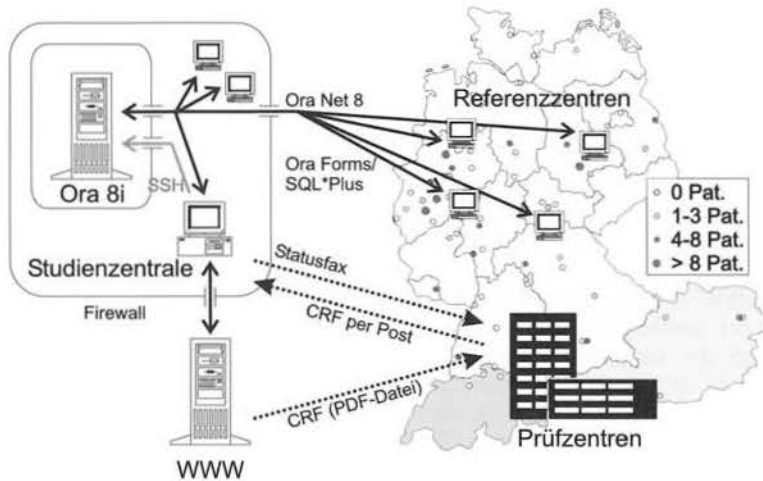 Ora Net 8
Referenzzentren
Ora Forms/
SQL*Plus
SSH
Ora 8i
0 Pat.
1-3 Pat.
4-8 Pat.
> 8 Pat.
Studienzentrale
Statusfax
Firewall
CRF per Post
CRF (PDF-Datei)
Prüfzentren
WWW